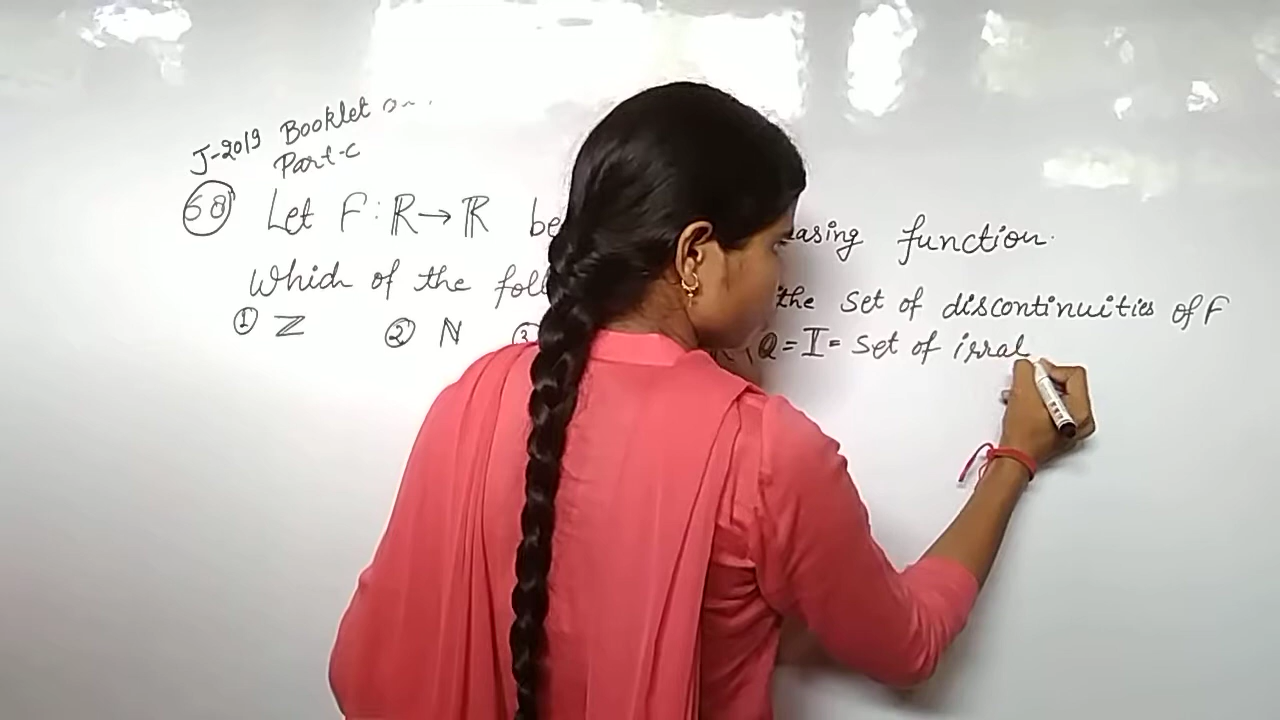 J-2019 Booklet
Part-C
68 Let F: ℝ→ℝ be asing function.
Which of the foll the set of discontinuities of F
① ℤ ② N ③ \ Q = I = set of irral